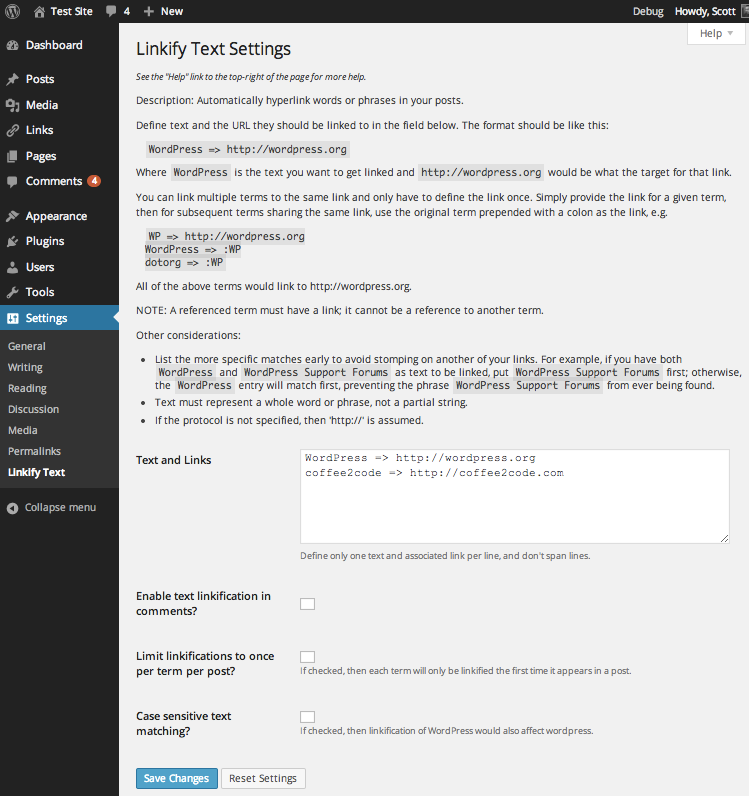 Test Site 4 + New Debug Howdy, Scott
Help
Dashboard
Posts
Media
Links
Pages
Comments 4
Appearance
Plugins
Users
Tools
Settings
General
Writing
Reading
Discussion
Media
Permalinks
Linkify Text
Collapse menu
Linkify Text Settings
See the "Help" link to the top-right of the page for more help.
Description: Automatically hyperlink words or phrases in your posts.
Define text and the URL they should be linked to in the field below. The format should be like this:
WordPress => http://wordpress.org
Where WordPress is the text you want to get linked and http://wordpress.org would be what the target for that link.
You can link multiple terms to the same link and only have to define the link once. Simply provide the link for a given term,
then for subsequent terms sharing the same link, use the original term prepended with a colon as the link, e.g.
WP => http://wordpress.org
WordPress => :WP
dotorg => :WP
All of the above terms would link to http://wordpress.org.
NOTE: A referenced term must have a link; it cannot be a reference to another term.
Other considerations:
• List the more specific matches early to avoid stomping on another of your links. For example, if you have both
WordPress and WordPress Support Forums as text to be linked, put WordPress Support Forums first; otherwise,
the WordPress entry will match first, preventing the phrase WordPress Support Forums from ever being found.
• Text must represent a whole word or phrase, not a partial string.
• If the protocol is not specified, then 'http://' is assumed.
Text and Links
WordPress => http://wordpress.org
coffee2code => http://coffee2code.com
Define only one text and associated link per line, and don't span lines.
Enable text linkification in
comments?
Limit linkifications to once
per term per post?
If checked, then each term will only be linkified the first time it appears in a post.
Case sensitive text
matching?
If checked, then linkification of WordPress would also affect wordpress.
Save Changes Reset Settings